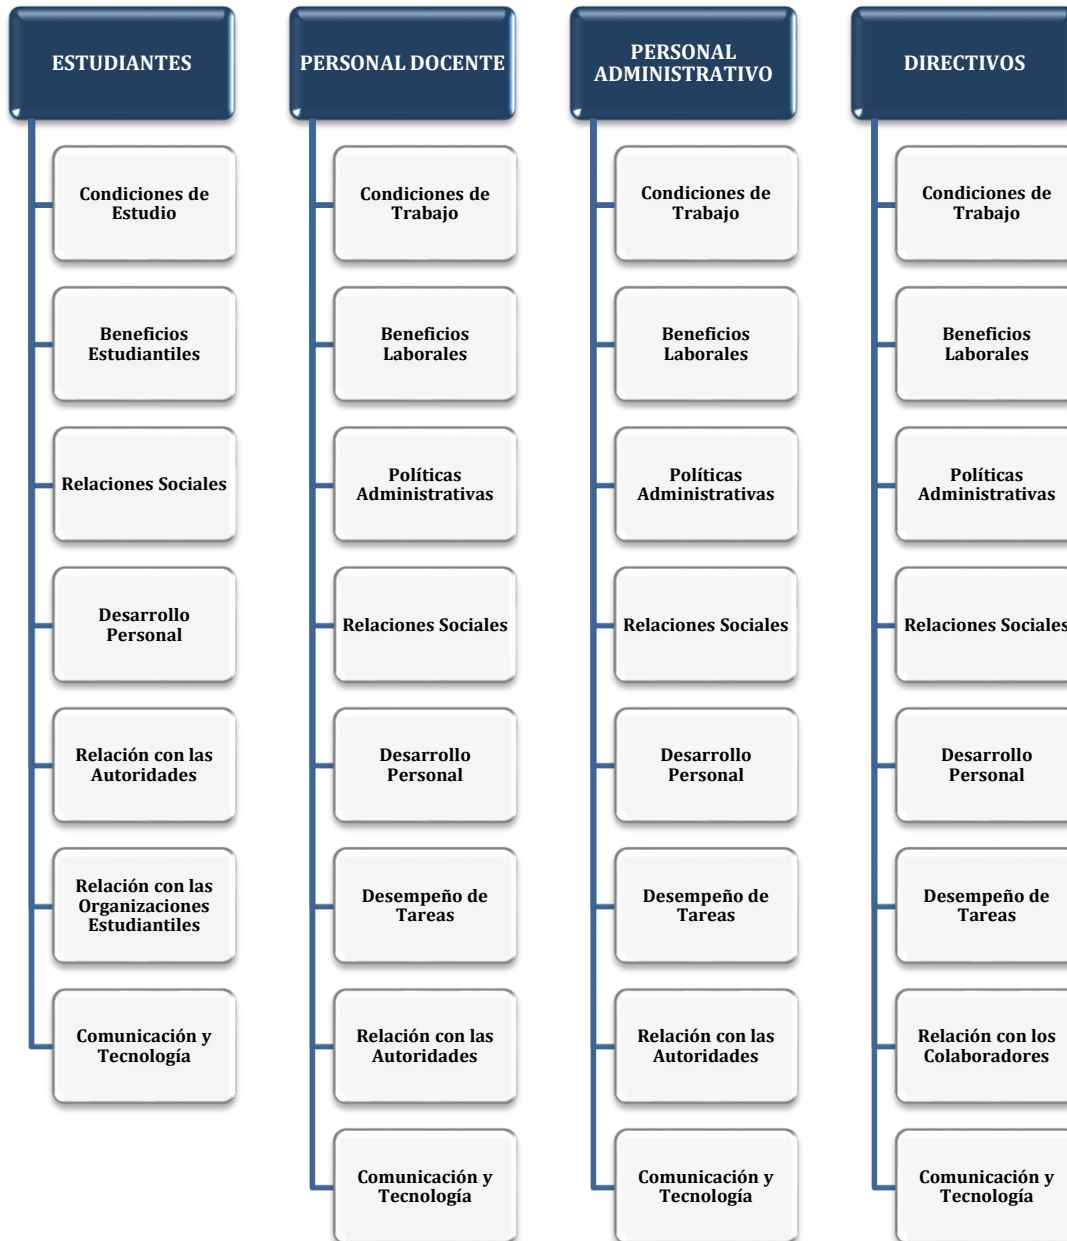 ESTUDIANTES
Condiciones de
Estudio
Beneficios
Estudiantiles
Relaciones Sociales
Desarrollo
Personal
Relación con las
Autoridades
Relación con las
Organizaciones
Estudiantiles
Comunicación y
Tecnología
PERSONAL DOCENTE
Condiciones de
Trabajo
Beneficios
Laborales
Políticas
Administrativas
Relaciones Sociales
Desarrollo
Personal
Desempeño de
Tareas
Relación con las
Autoridades
Comunicación y
Tecnología
PERSONAL
ADMINISTRATIVO
Condiciones de
Trabajo
Beneficios
Laborales
Políticas
Administrativas
Relaciones Sociales
Desarrollo
Personal
Desempeño de
Tareas
Relación con las
Autoridades
Comunicación y
Tecnología
DIRECTIVOS
Condiciones de
Trabajo
Beneficios
Laborales
Políticas
Administrativas
Relaciones Sociales
Desarrollo
Personal
Desempeño de
Tareas
Relación con los
Colaboradores
Comunicación y
Tecnología